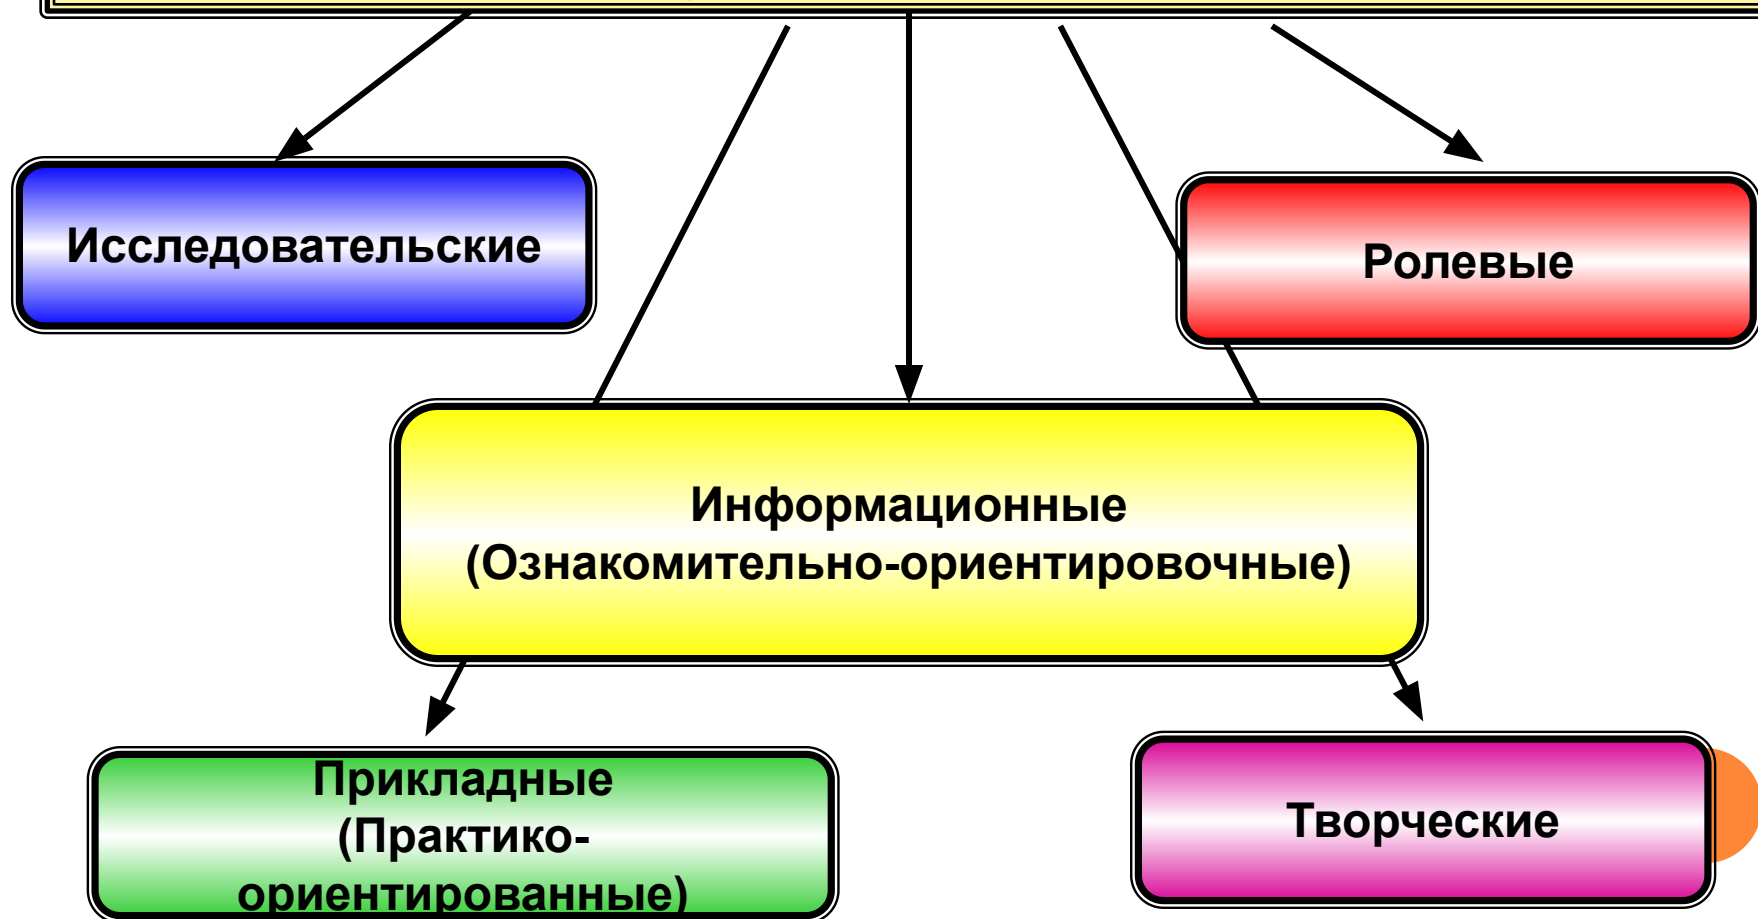 Исследовательские
Ролевые
Информационные
(Ознакомительно-ориентировочные)
Прикладные
(Практико-
ориентированные)
Творческие